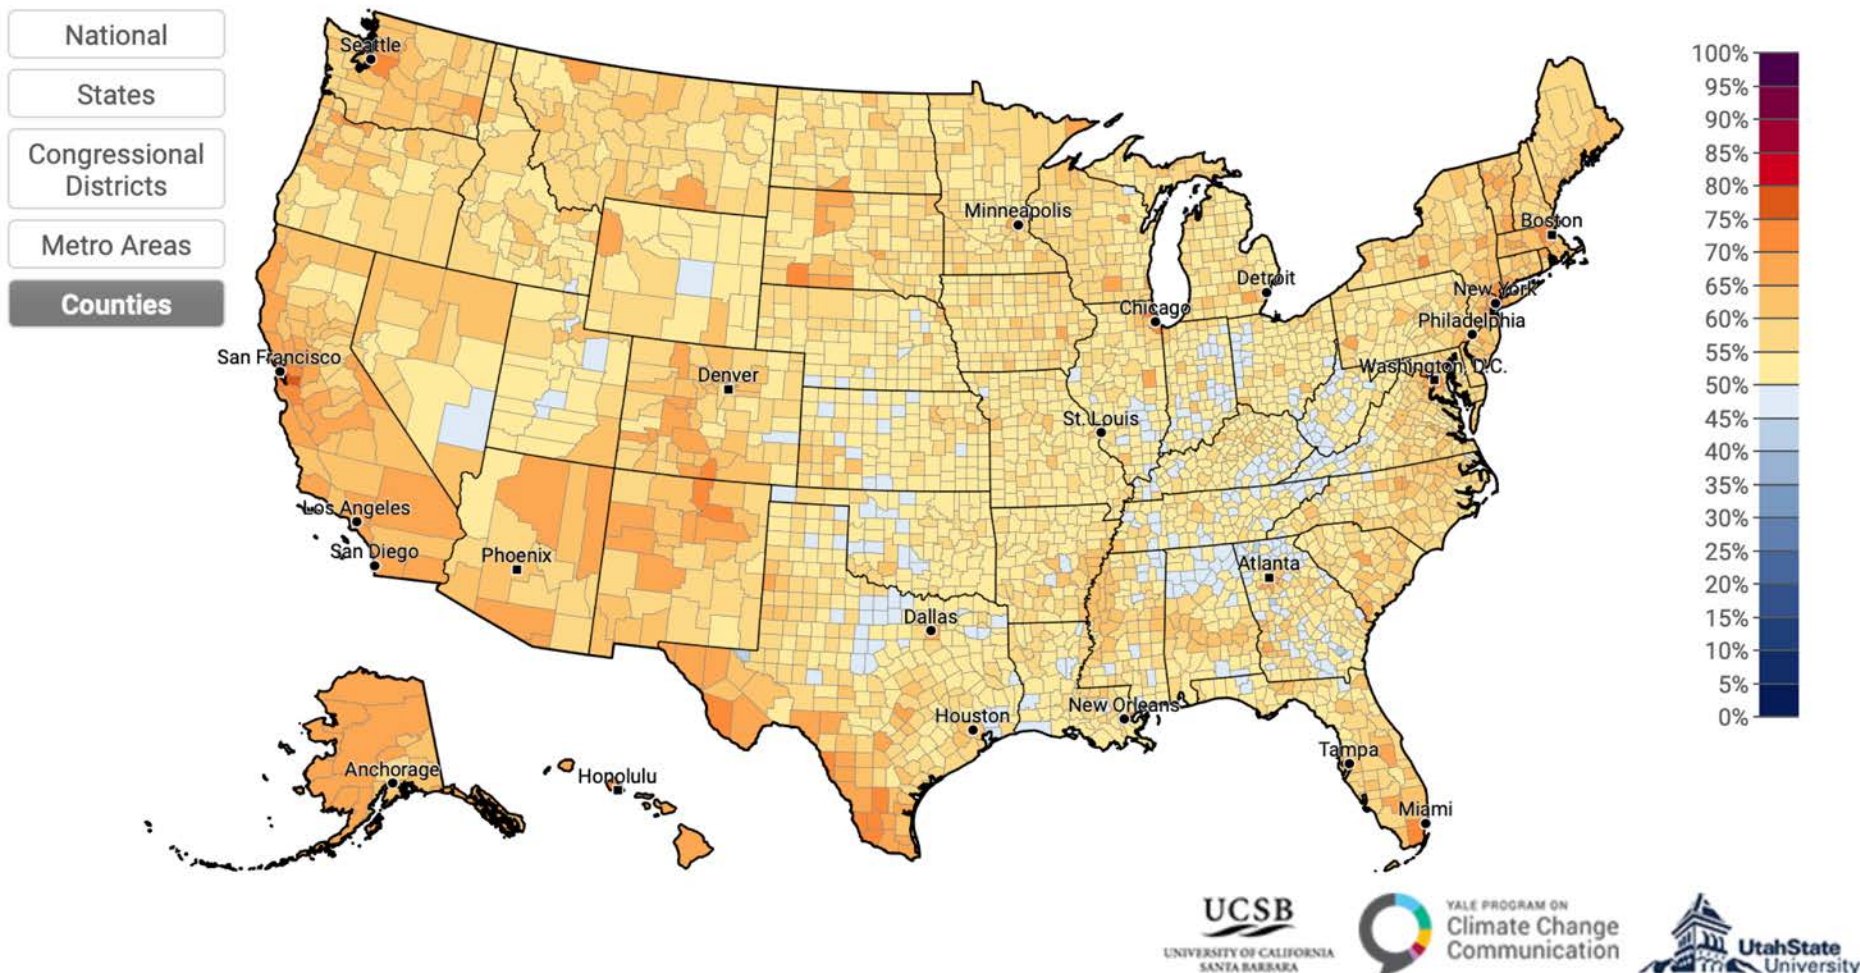 National
States
Congressional
Districts
Metro Areas
Counties
Seattle
Minneapolis
Boston
Detroit
New York
Chicago
Philadelphia
San Francisco
Denver
Washington, D.C.
St. Louis
Los Angeles
San Diego
Phoenix
Atlanta
Dallas
New Orleans
Houston
Tampa
Anchorage
Honolulu
Miami
100%
95%
90%
85%
80%
75%
70%
65%
60%
55%
50%
45%
40%
35%
30%
25%
20%
15%
10%
5%
0%
UCSB
UNIVERSITY OF CALIFORNIA
SANTA BARBARA
YALE PROGRAM ON
Climate Change
Communication
UtahState
University